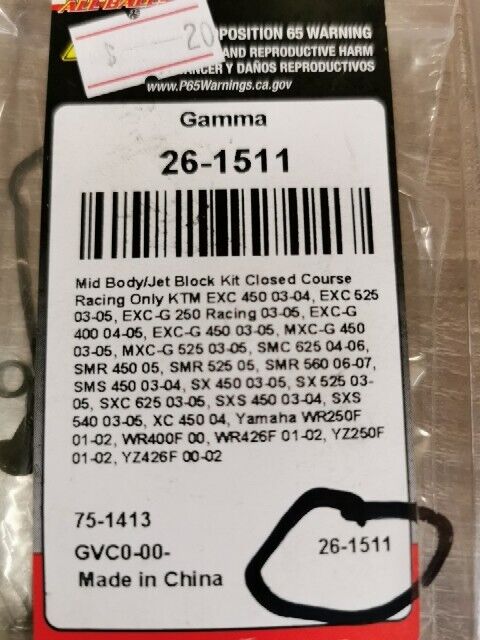 ALL BALLS
$ 20
POSITION 65 WARNING
AND REPRODUCTIVE HARM
CANCER Y DAÑOS REPRODUCTIVOS
www.P65Warnings.ca.gov
Gamma
26-1511
Mid Body/Jet Block Kit Closed Course
Racing Only KTM EXC 450 03-04, EXC 525
03-05, EXC-G 250 Racing 03-05, EXC-G
400 04-05, EXC-G 450 03-05, MXC-G 450
03-05, MXC-G 525 03-05, SMC 625 04-06,
SMR 450 05, SMR 525 05, SMR 560 06-07,
SMS 450 03-04, SX 450 03-05, SX 525 03-
05, SXC 625 03-05, SXS 450 03-04, SXS
540 03-05, XC 450 04, Yamaha WR250F
01-02, WR400F 00, WR426F 01-02, YZ250F
01-02, YZ426F 00-02
75-1413
GVC0-00-
26-1511
Made in China